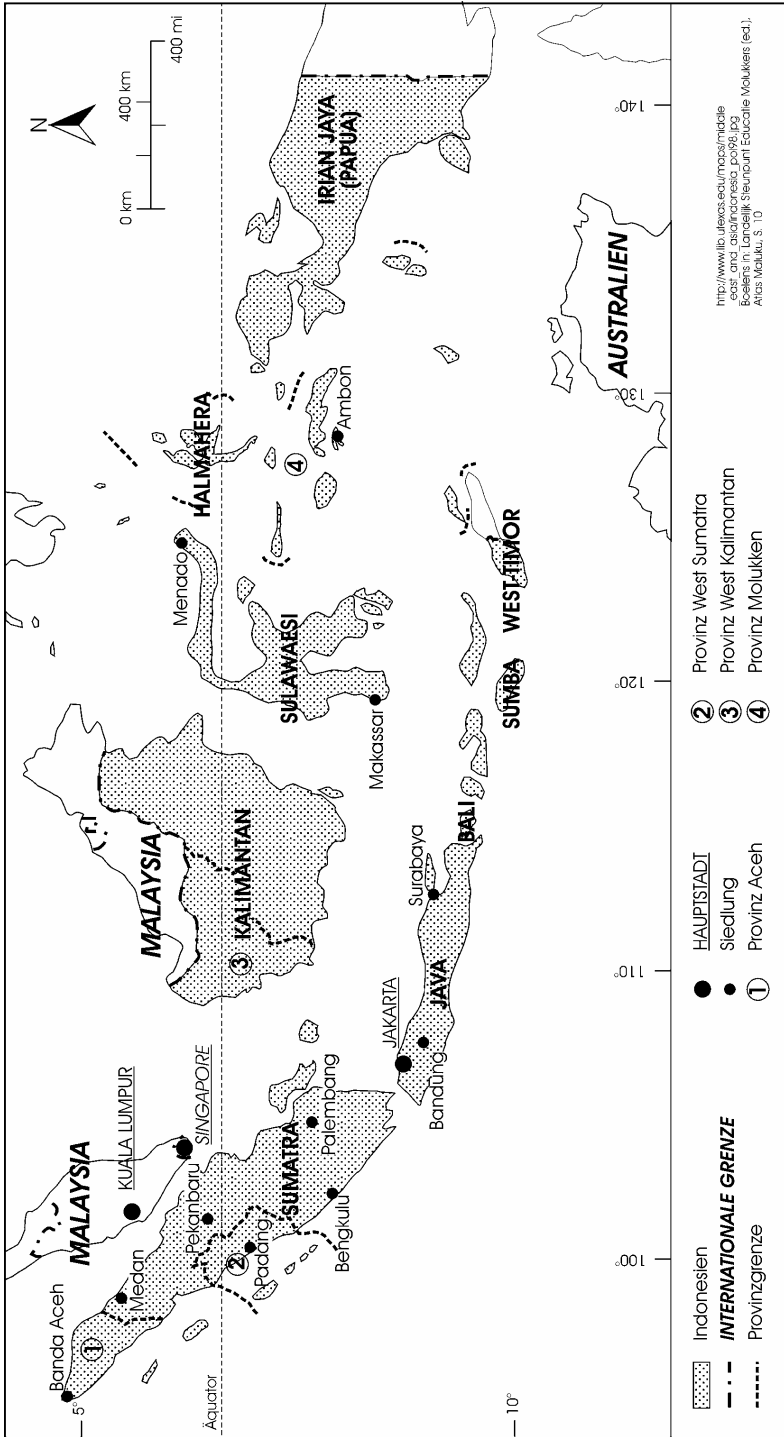 N
0 km
400 km
400 mi
5°
10°
Äquator
100°
110°
120°
130°
140°
Banda Aceh
①
Medan
MALAYSIA
KUALA LUMPUR
SINGAPORE
Pekanbaru
②
Padang
SUMATRA
Bengkulu
Palembang
MALAYSIA
r.l
③ KALIMANTAN
JAKARTA
Bandung
JAVA
Surabaya
BALI
Menado
SULAWAESI
Makassar
SUMBA
WEST-TIMOR
HALMAHERA
④
Ambon
IRIAN JAYA
(PAPUA)
AUSTRALIEN
http://www.lib.utexas.edu/maps/middle
east_and_asia/indonesia_pol98.jpg
Boelens in: Landelijk Steunpunt Educatie Molukkers (ed.),
Atlas Maluku, S. 10
Indonesien
INTERNATIONALE GRENZE
Provinzgrenze
HAUPTSTADT
Siedlung
① Provinz Aceh
② Provinz West Sumatra
③ Provinz West Kalimantan
④ Provinz Molukken